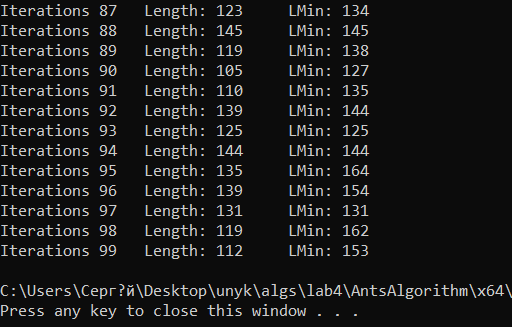 Iterations 87 Length: 123 LMin: 134
Iterations 88 Length: 145 LMin: 145
Iterations 89 Length: 119 LMin: 138
Iterations 90 Length: 105 LMin: 127
Iterations 91 Length: 110 LMin: 135
Iterations 92 Length: 139 LMin: 144
Iterations 93 Length: 125 LMin: 125
Iterations 94 Length: 144 LMin: 144
Iterations 95 Length: 135 LMin: 164
Iterations 96 Length: 139 LMin: 154
Iterations 97 Length: 131 LMin: 131
Iterations 98 Length: 119 LMin: 162
Iterations 99 Length: 112 LMin: 153
C:\Users\Серг?й\Desktop\unyk\algs\lab4\AntsAlgorithm\x64\
Press any key to close this window . . .